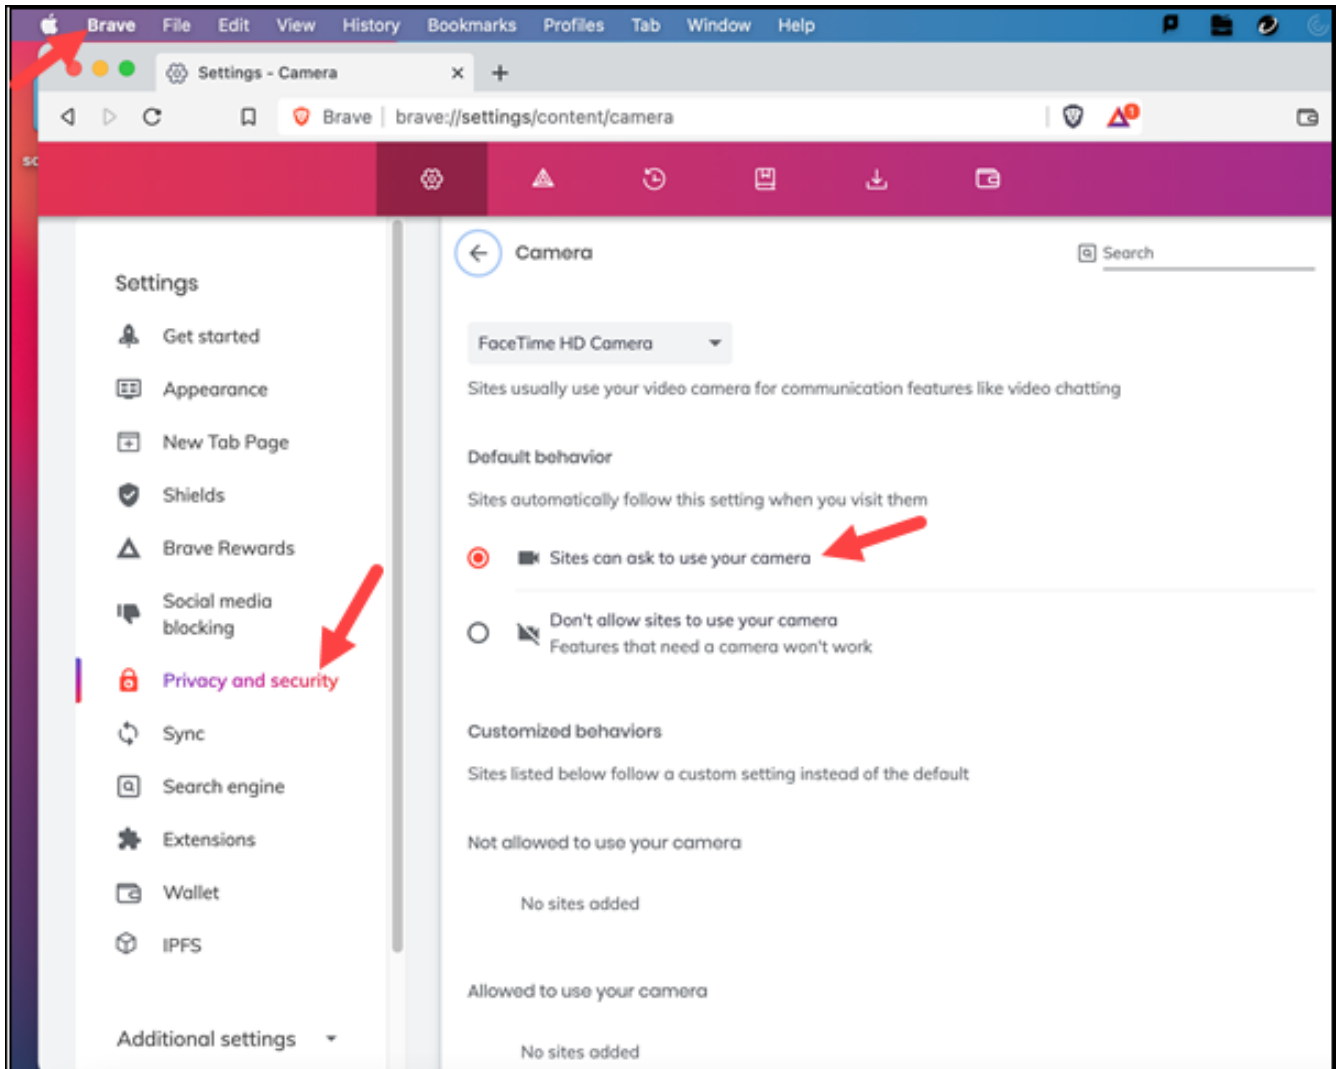 Brave File Edit View History Bookmarks Profiles Tab Window Help
Settings - Camera
Brave brave://settings/content/camera
1
Camera
Search
Settings
Get started
Appearance
New Tab Page
Shields
Brave Rewards
Social media
blocking
Privacy and security
Sync
Search engine
Extensions
Wallet
IPFS
Additional settings
FaceTime HD Camera
Sites usually use your video camera for communication features like video chatting
Default behavior
Sites automatically follow this setting when you visit them
Sites can ask to use your camera
Don't allow sites to use your camera
Features that need a camera won't work
Customized behaviors
Sites listed below follow a custom setting instead of the default
Not allowed to use your camera
No sites added
Allowed to use your camera
No sites added